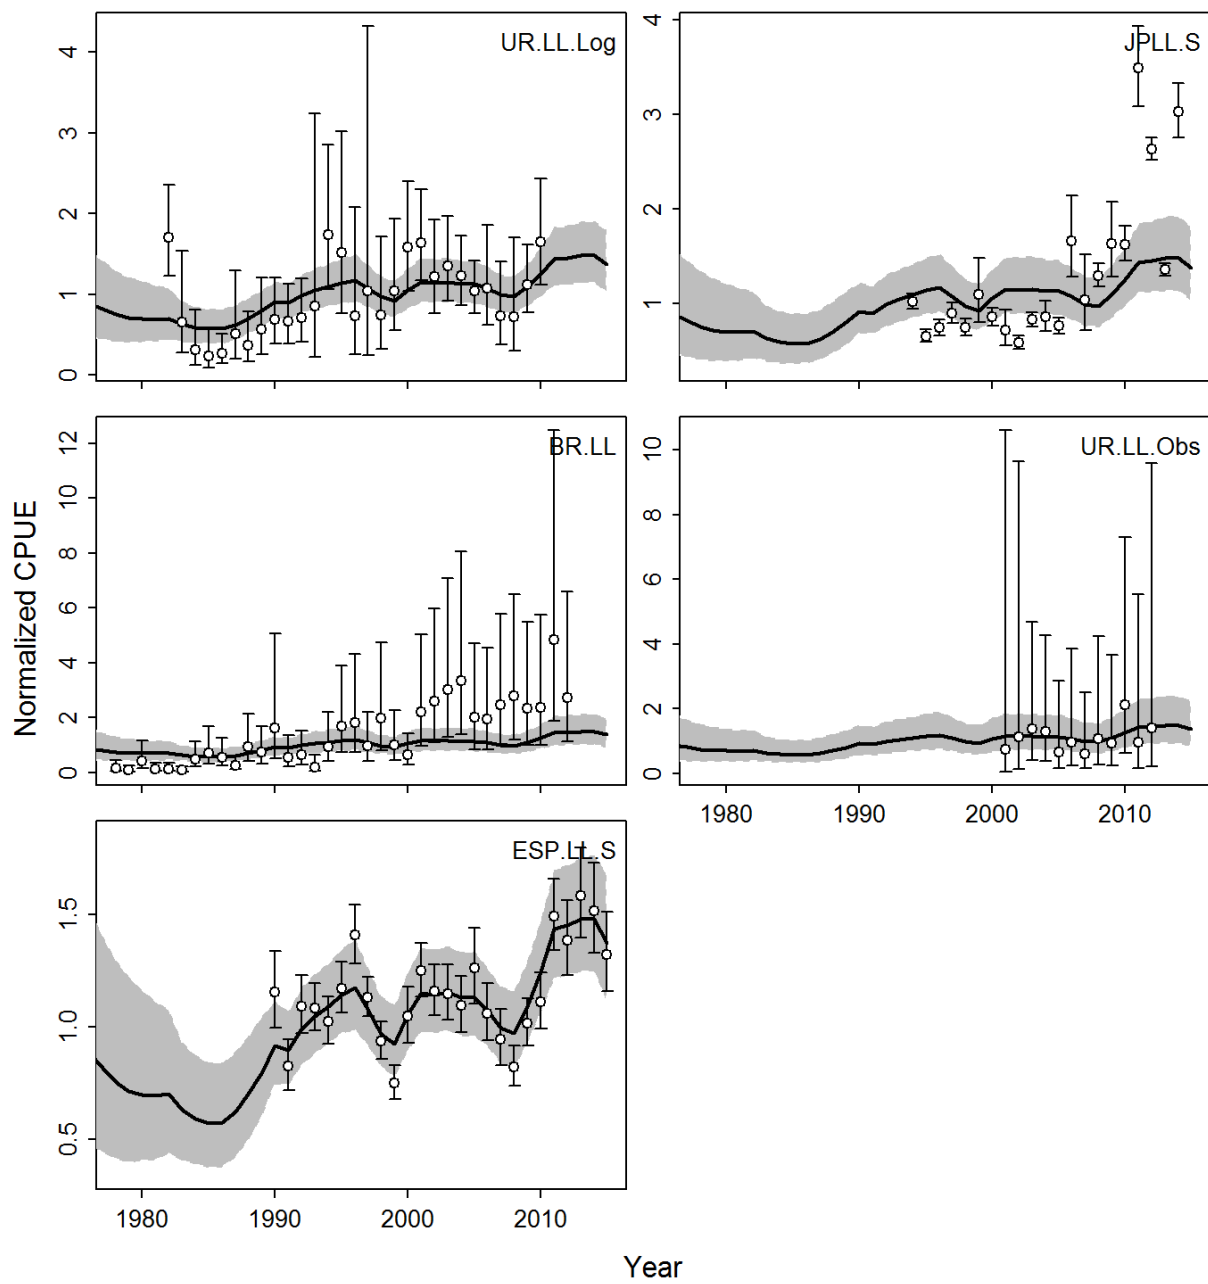 UR.LL.Log
0 1 2 3 4
JPLL.S
1 2 3 4
BR.LL
0 2 4 6 8 10 12
UR.LL.Obs
0 2 4 6 8 10
1980 1990 2000 2010
ESP.LL.S
0.5 1.0 1.5
1980 1990 2000 2010
Normalized CPUE
Year